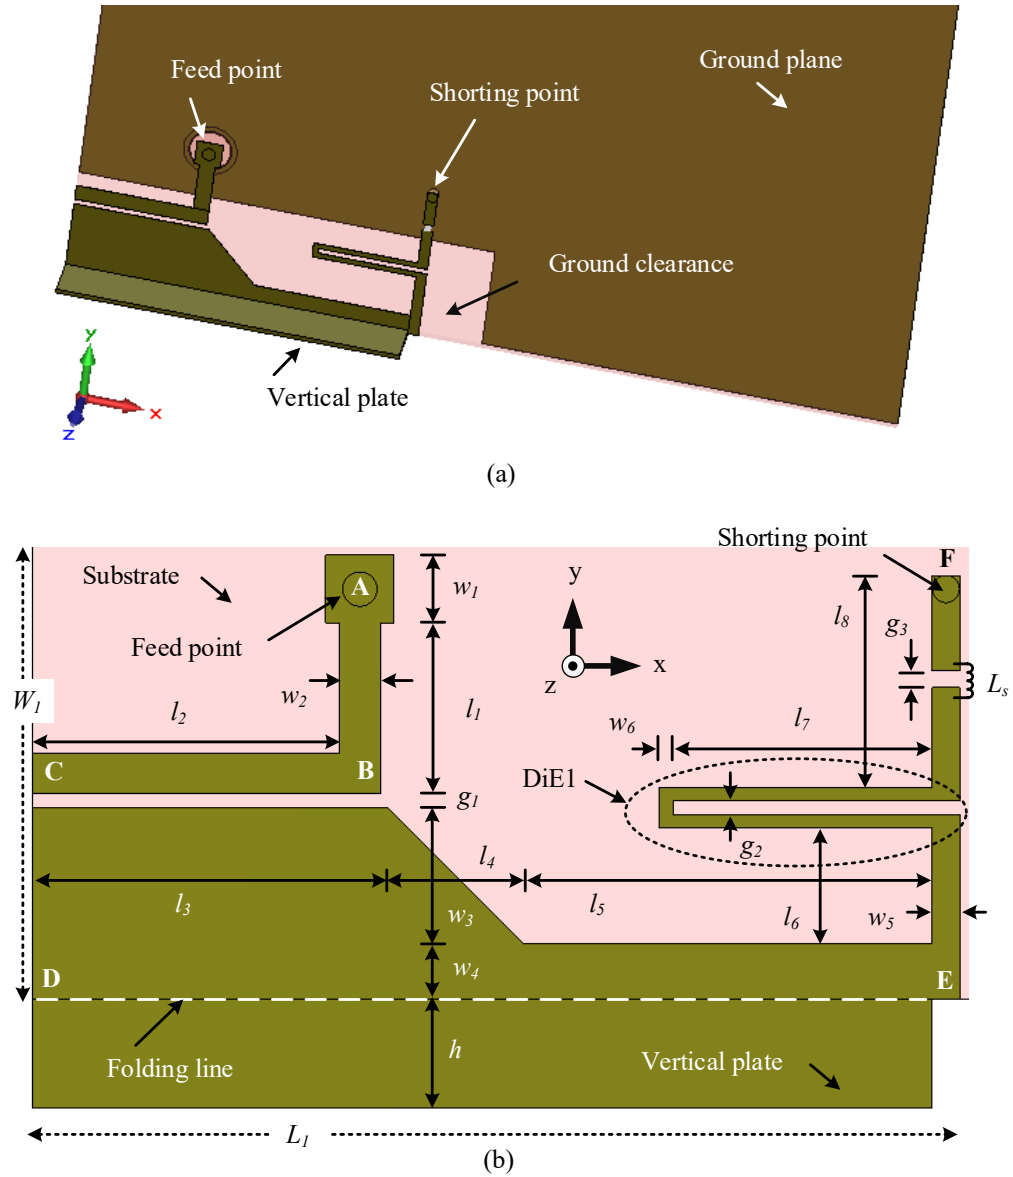 Feed point
Shorting point
Ground plane
Ground clearance
Vertical plate
y
x
z
(a)
Shorting point
F
Substrate
A
w1
y
l8
g3
Feed point
x
z
Ls
W1
w2
l1
l2
w6
l7
C
B
DiE1
g1
g2
l4
l3
w3
l5
l6
w5
D
w4
E
h
Folding line
Vertical plate
L1
(b)